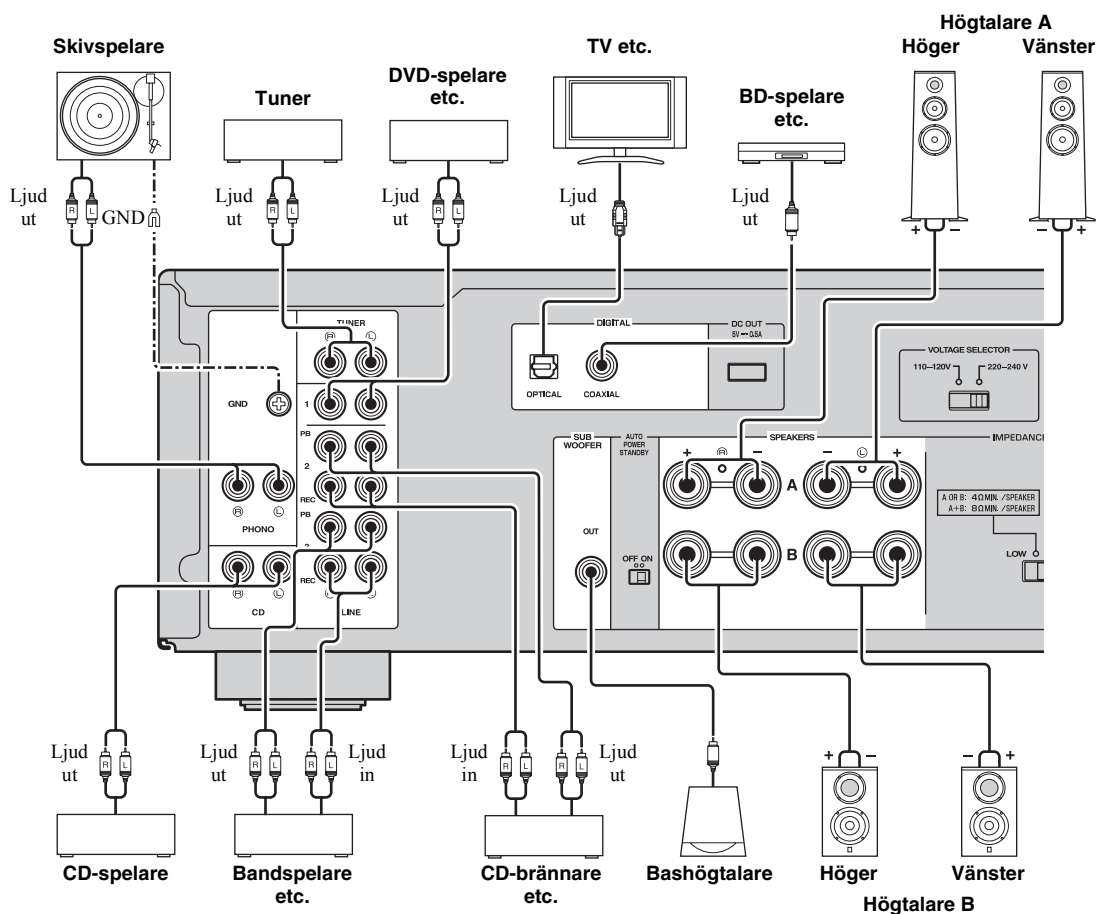 Högtalare A
Skivspelare
TV etc.
Höger
Vänster
DVD-spelare
etc.
Tuner
BD-spelare
etc.
Ljud
ut
R
L
GND
Ljud
ut
R
L
Ljud
ut
R
L
Ljud
ut
Ljud
ut
+
−
−
+
TUNER
R
L
DIGITAL
DC OUT
5V 0.5A
VOLTAGE SELECTOR
110–120V
220–240 V
GND
1
OPTICAL
COAXIAL
PB
2
REC
SUB
WOOFER
AUTO
POWER
STANDBY
SPEAKERS
IMPEDANCE
+
R
−
−
L
+
A
R
L
PHONO
PB
3
REC
A OR B: 4ΩMIN. /SPEAKER
A+B: 8ΩMIN. /SPEAKER
OUT
OFF ON
B
LOW
R
L
CD
R
L
LINE
Ljud
ut
R
L
Ljud
ut
R
L
R
L
Ljud
in
Ljud
in
R
L
R
L
Ljud
ut
+
−
−
+
CD-spelare
Bandspelare
etc.
CD-brännare
etc.
Bashögtalare
Höger
Vänster
Högtalare B